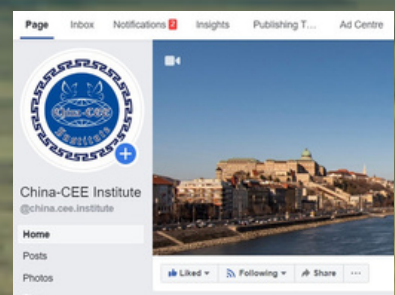 Page Inbox Notifications 2 Insights Publishing T... Ad Centre
4
China-CEE
Institute
China-CEE Institute
@china.cee.institute
Home
Posts
Photos
Liked Following Share ...